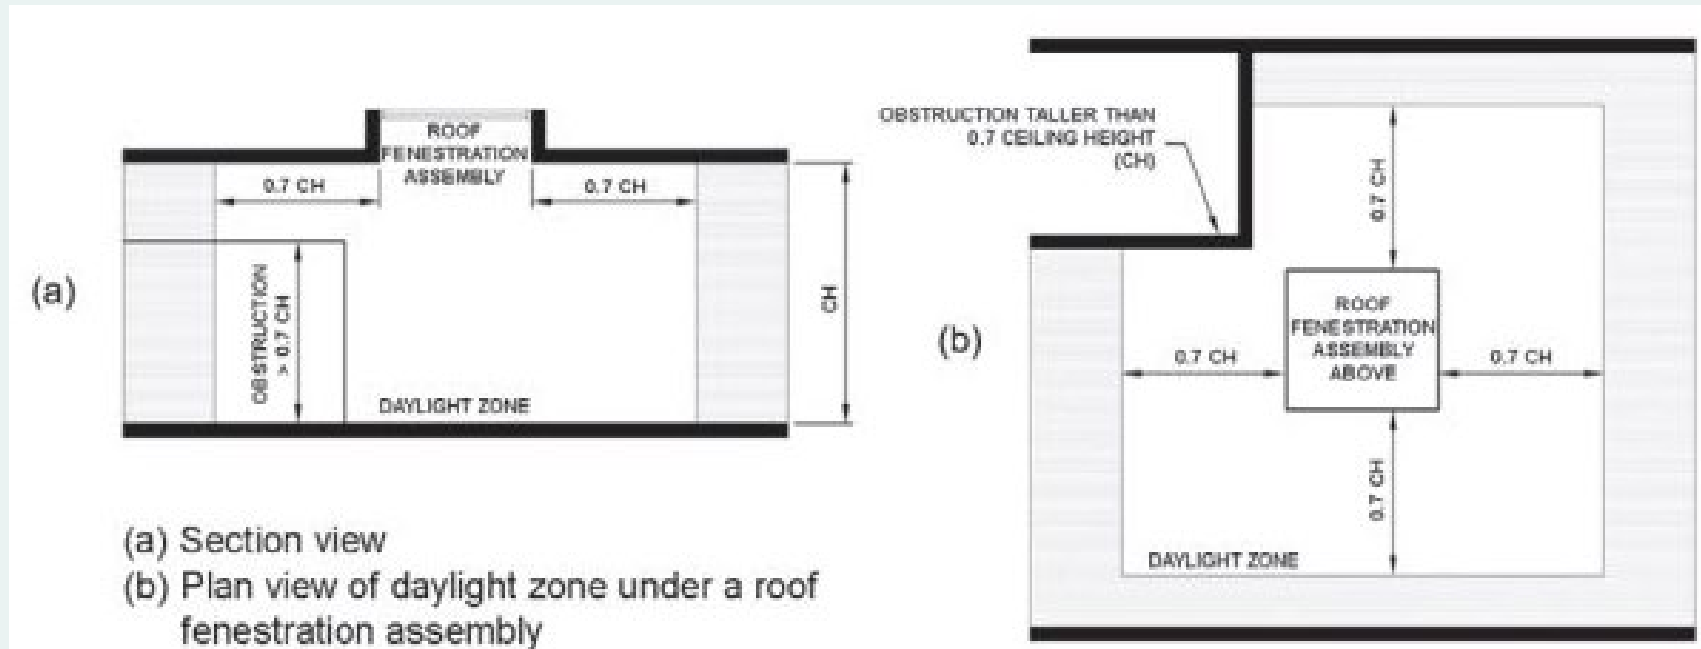 ROOF
FENESTRATION
ASSEMBLY
0.7 CH
0.7 CH
OBSTRUCTION
> 0.7 CH
CH
(a)
DAYLIGHT ZONE
(a) Section view
(b) Plan view of daylight zone under a roof
fenestration assembly
OBSTRUCTION TALLER THAN
0.7 CEILING HEIGHT
(CH)
0.7 CH
(b)
ROOF
FENESTRATION
ASSEMBLY
ABOVE
0.7 CH
0.7 CH
0.7 CH
DAYLIGHT ZONE